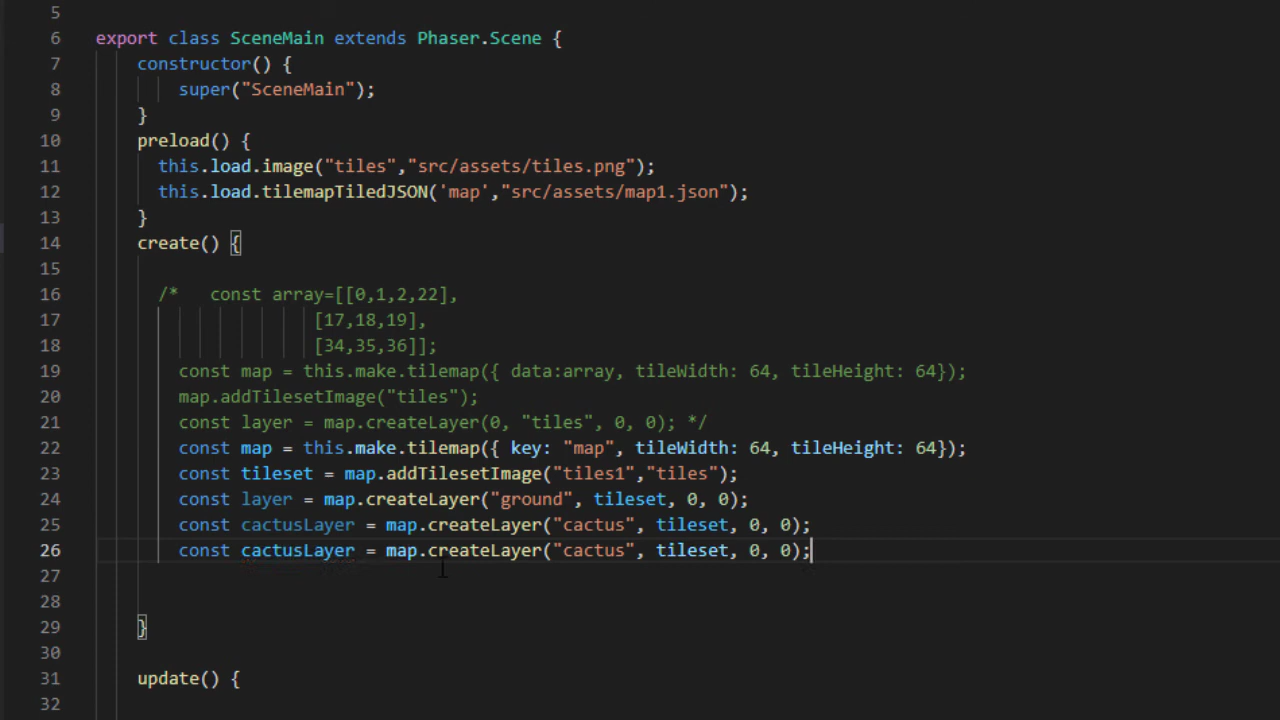 5
6 export class SceneMain extends Phaser.Scene {
7 constructor() {
8 super("SceneMain");
9 }
10 preload() {
11 this.load.image("tiles","src/assets/tiles.png");
12 this.load.tilemapTiledJSON('map',"src/assets/map1.json");
13 }
14 create() {
15
16 /* const array=[[0,1,2,22],
17 [17,18,19],
18 [34,35,36]];
19 const map = this.make.tilemap({ data:array, tileWidth: 64, tileHeight: 64});
20 map.addTilesetImage("tiles");
21 const layer = map.createLayer(0, "tiles", 0, 0); */
22 const map = this.make.tilemap({ key: "map", tileWidth: 64, tileHeight: 64});
23 const tileset = map.addTilesetImage("tiles1","tiles");
24 const layer = map.createLayer("ground", tileset, 0, 0);
25 const cactusLayer = map.createLayer("cactus", tileset, 0, 0);
26 const cactusLayer = map.createLayer("cactus", tileset, 0, 0);
27
28
29 }
30
31 update() {
32